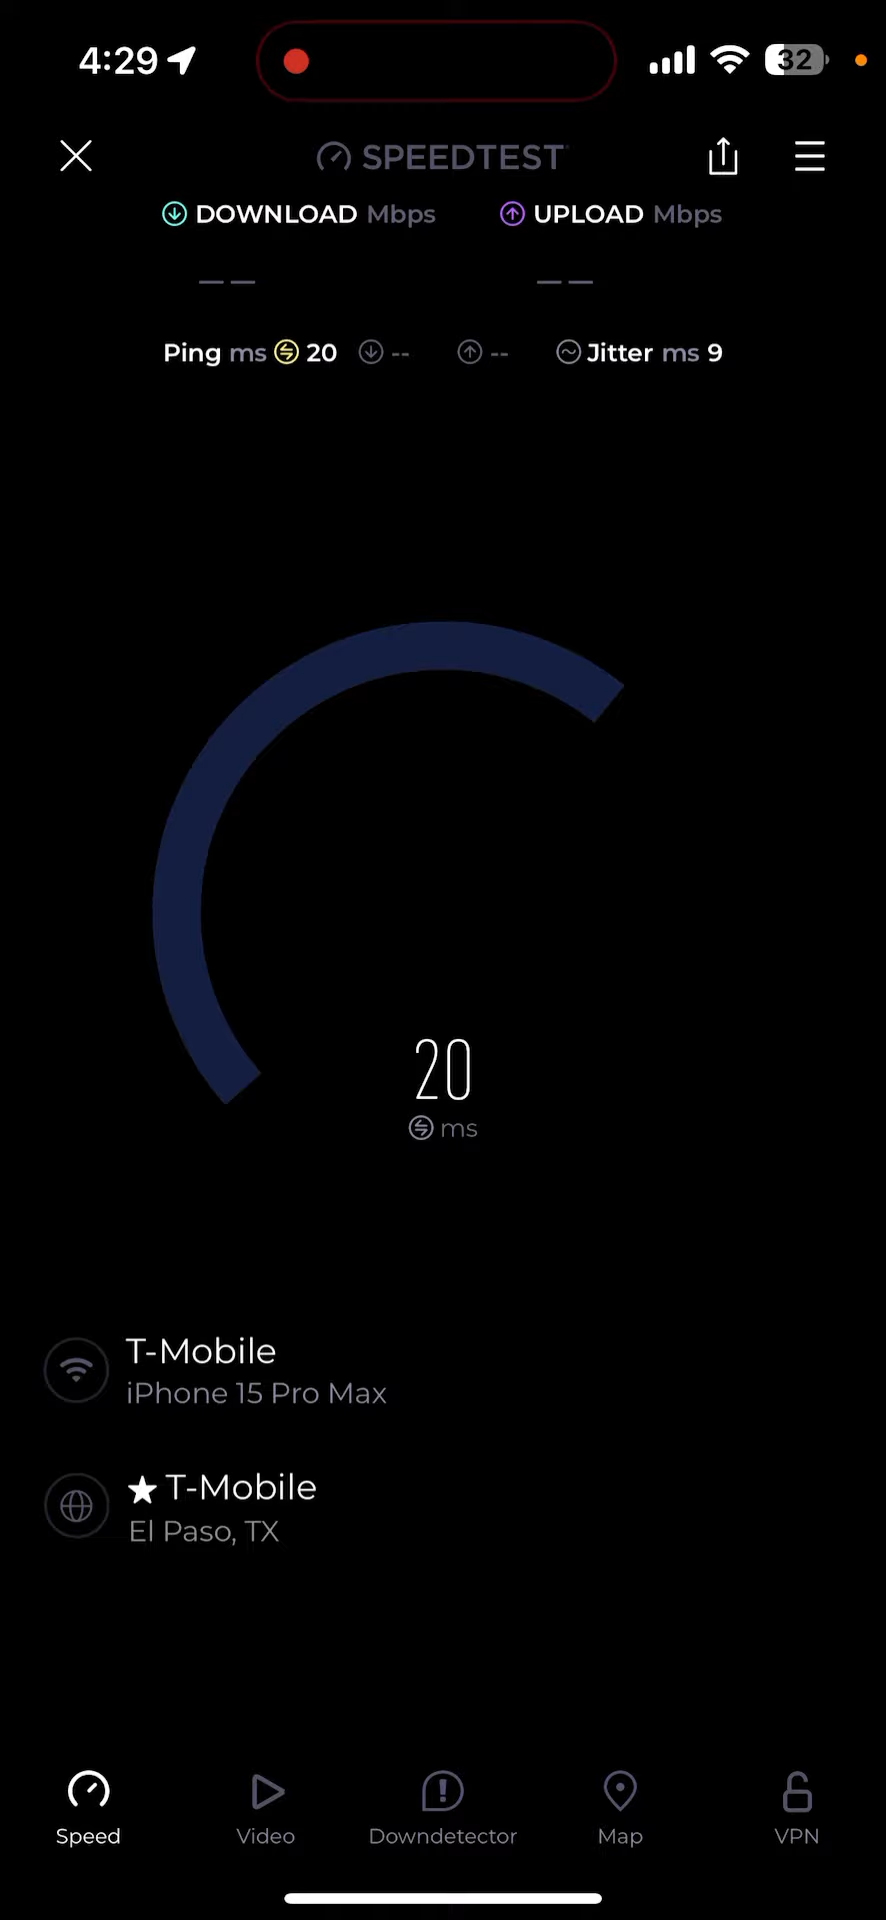 4:29
32
SPEEDTEST
DOWNLOAD Mbps
UPLOAD Mbps
Ping ms 20 -- -- Jitter ms 9
20
ms
T-Mobile
iPhone 15 Pro Max
T-Mobile
El Paso, TX
Speed
Video
Downdetector
Map
VPN